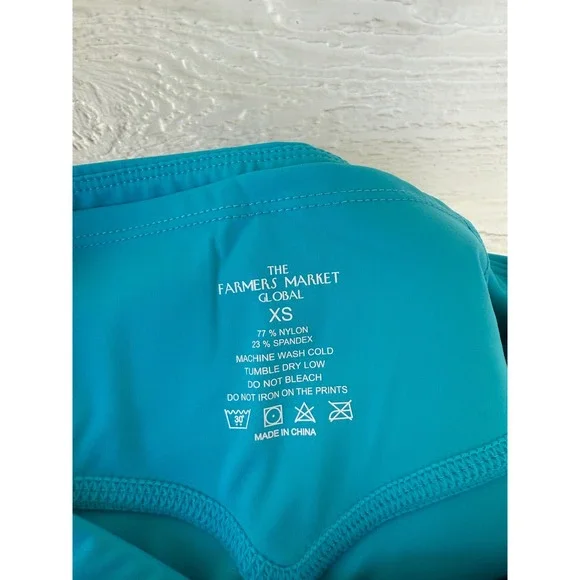 THE
FARMERS MARKET
GLOBAL
XS
77 % NYLON
23 % SPANDEX
MACHINE WASH COLD
TUMBLE DRY LOW
DO NOT BLEACH
DO NOT IRON ON THE PRINTS
30°
MADE IN CHINA